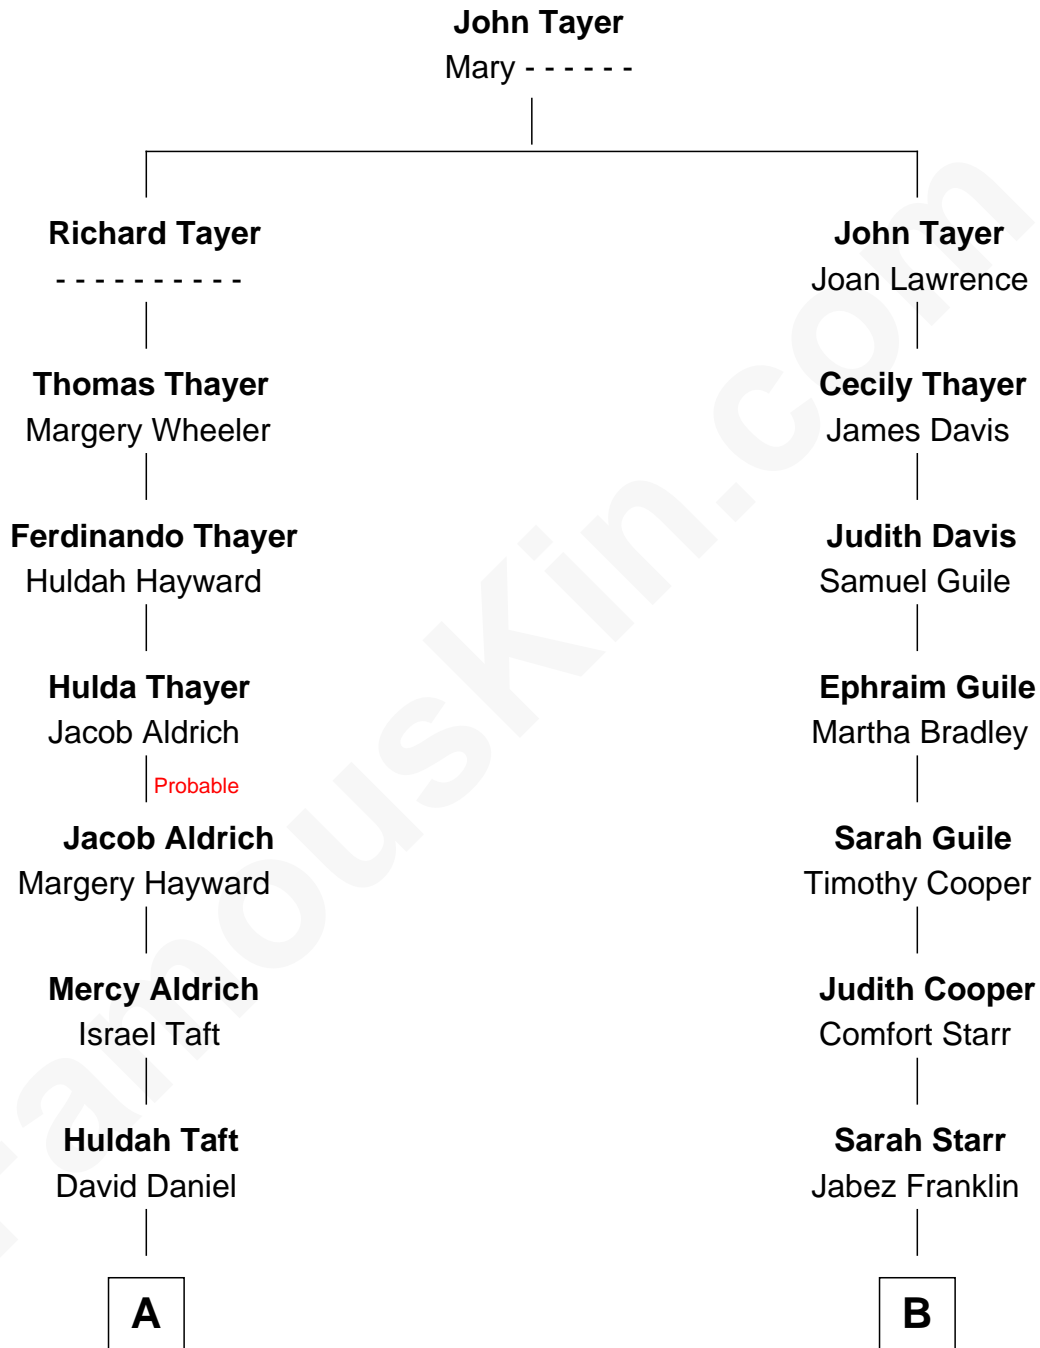 John Tayer
Mary - - - - - -
Richard Tayer
- - - - - - - - - -
John Tayer
Joan Lawrence
Thomas Thayer
Margery Wheeler
Cecily Thayer
James Davis
Ferdinando Thayer
Huldah Hayward
Judith Davis
Samuel Guile
Hulda Thayer
Jacob Aldrich
Ephraim Guile
Martha Bradley
Probable
Jacob Aldrich
Margery Hayward
Sarah Guile
Timothy Cooper
Mercy Aldrich
Israel Taft
Judith Cooper
Comfort Starr
Huldah Taft
David Daniel
Sarah Starr
Jabez Franklin
A
B
FamousKin.com